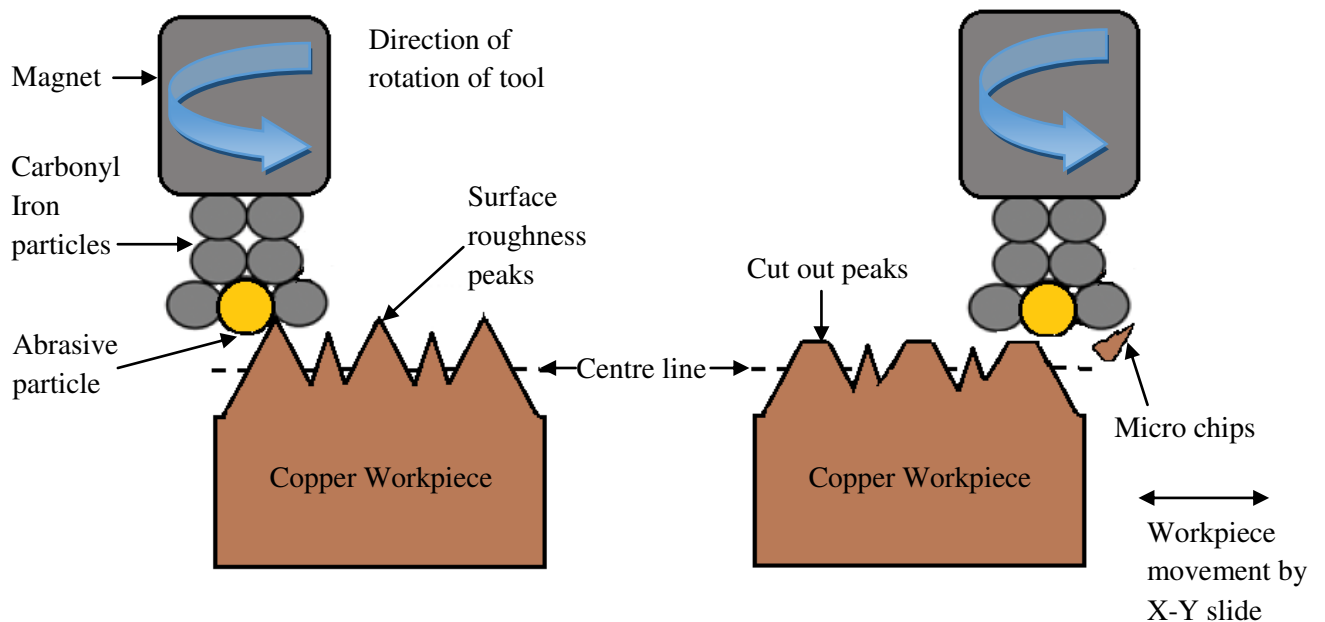 Direction of
rotation of tool
Magnet
Carbonyl
Iron
particles
Surface
roughness
peaks
Cut out peaks
Abrasive
particle
Centre line
Micro chips
Copper Workpiece
Copper Workpiece
Workpiece
movement by
X-Y slide